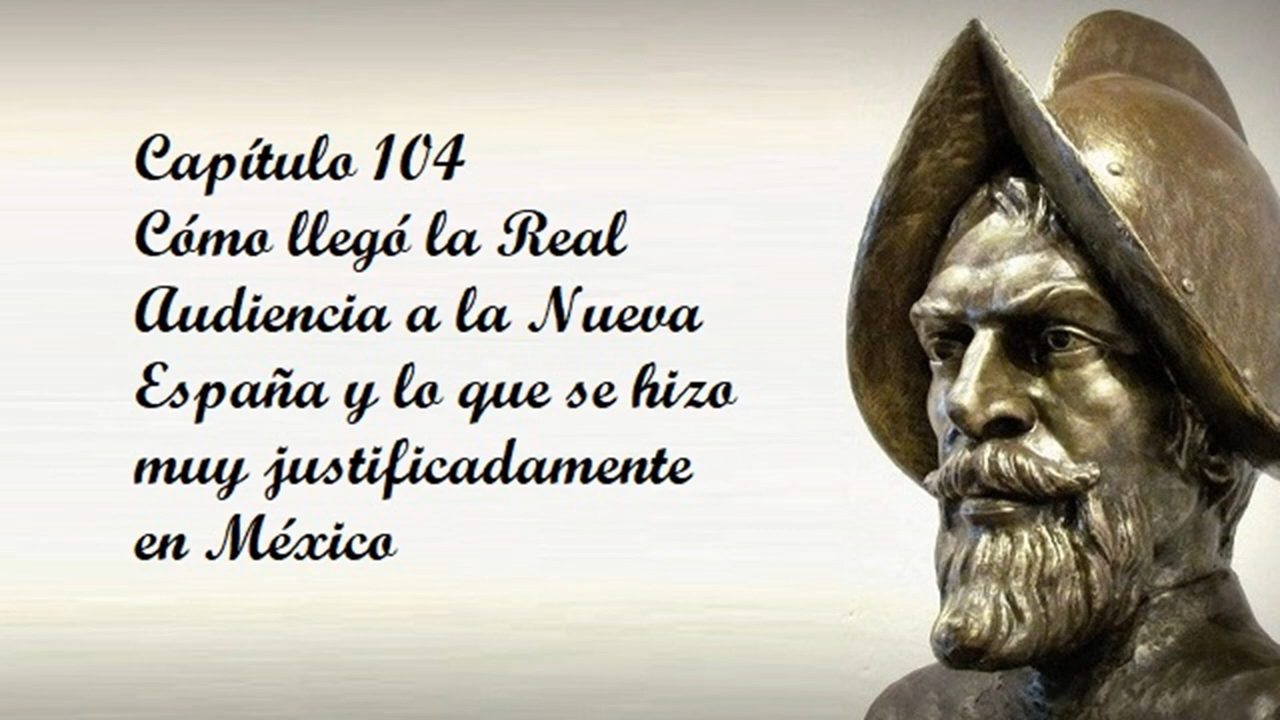 Capítulo 104
Cómo llegó la Real
Audiencia a la Nueva
España y lo que se hizo
muy justificadamente
en México